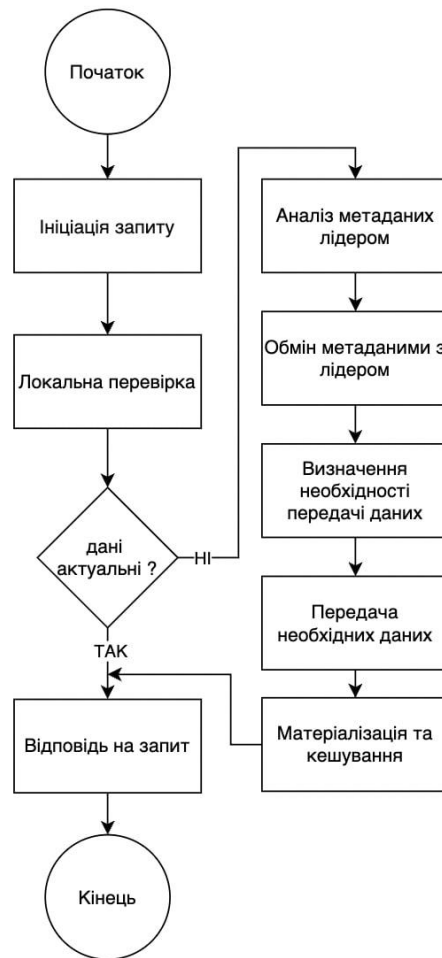 Початок
Ініціація запиту
Локальна перевірка
дані
актуальні ?
НІ
ТАК
Відповідь на запит
Кінець
Аналіз метаданих
лідером
Обмін метаданими з
лідером
Визначення
необхідності
передачі даних
Передача
необхідних даних
Матеріалізація та
кешування